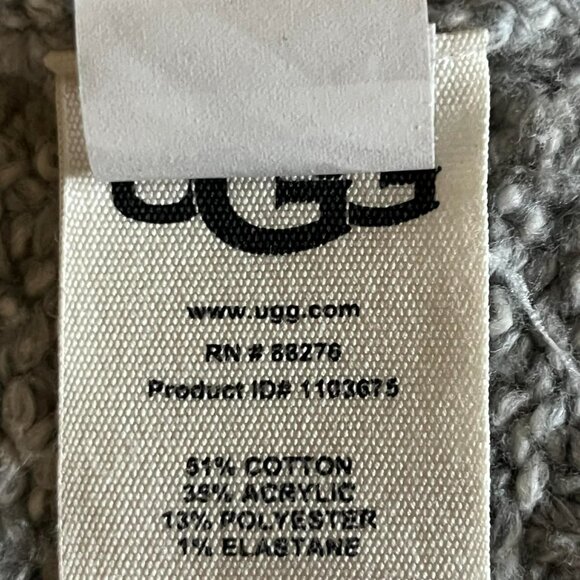 UGG
www.ugg.com
RN # 88276
Product ID# 1103675
51% COTTON
35% ACRYLIC
13% POLYESTER
1% ELASTANE